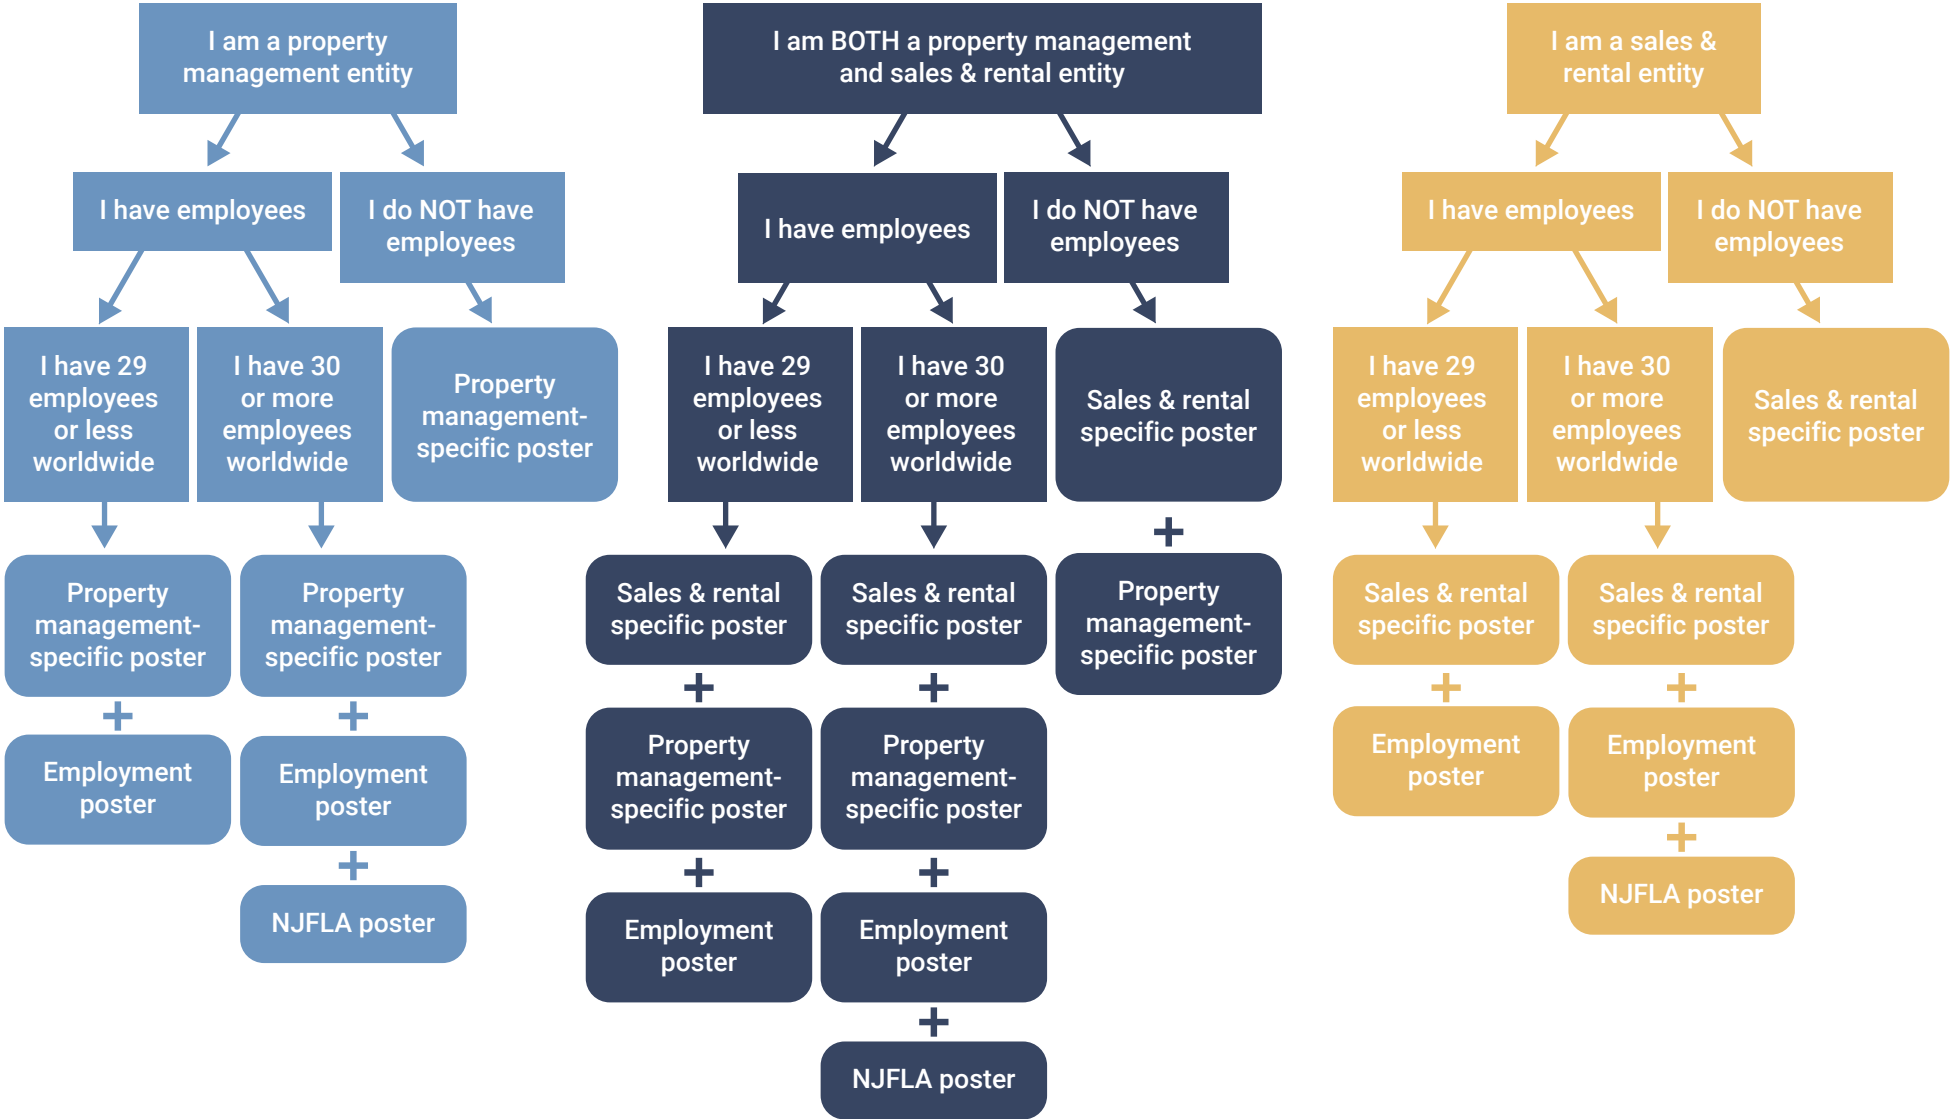 I am a property
management entity
I have employees
I do NOT have
employees
I have 29
employees
or less
worldwide
I have 30
or more
employees
worldwide
Property
management-
specific poster
Property
management-
specific poster
Employment
poster
Property
management-
specific poster
Employment
poster
NJFLA poster
I am BOTH a property management
and sales & rental entity
I have employees
I do NOT have
employees
I have 29
employees
or less
worldwide
I have 30
or more
employees
worldwide
Sales & rental
specific poster
+
Property
management-
specific poster
Sales & rental
specific poster
+
Property
management-
specific poster
+
Employment
poster
Sales & rental
specific poster
+
Property
management-
specific poster
+
Employment
poster
+
NJFLA poster
I am a sales &
rental entity
I have employees
I do NOT have
employees
I have 29
employees
or less
worldwide
I have 30
or more
employees
worldwide
Sales & rental
specific poster
Sales & rental
specific poster
+
Employment
poster
Sales & rental
specific poster
+
Employment
poster
+
NJFLA poster